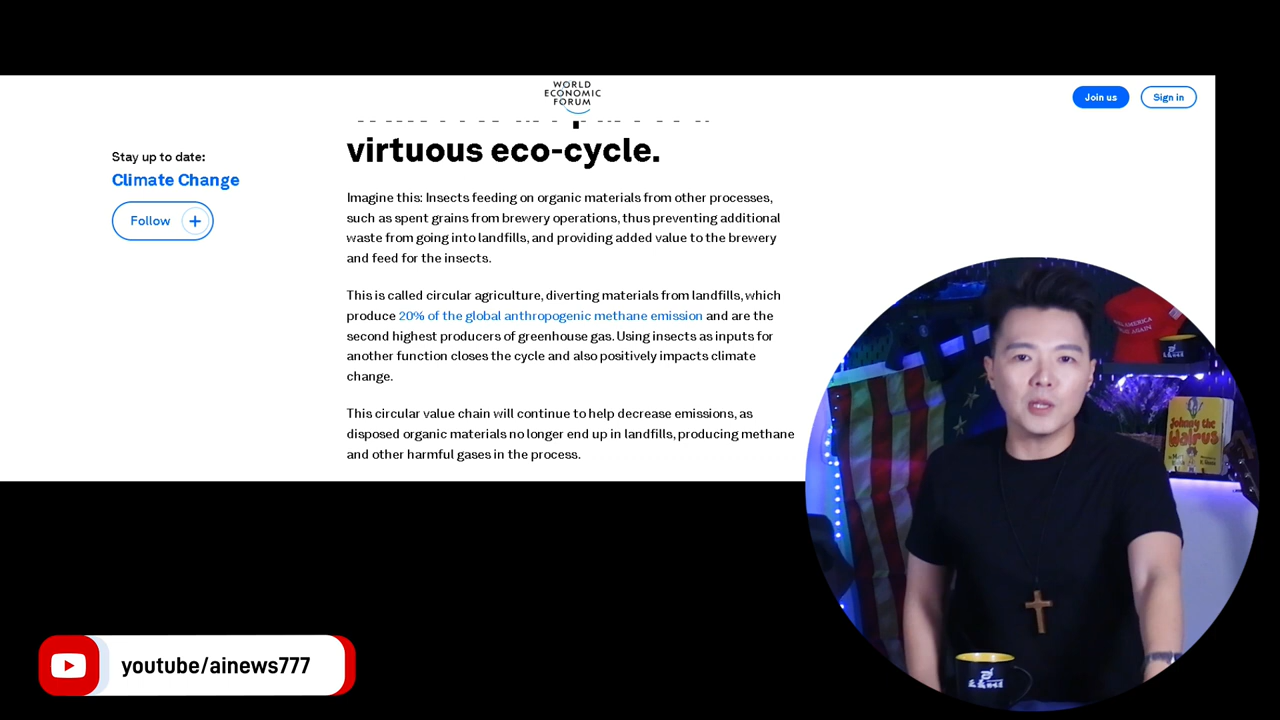 WORLD
ECONOMIC
FORUM
Join us
Sign in
virtuous eco-cycle.
Stay up to date:
Climate Change
Follow
Imagine this: Insects feeding on organic materials from other processes,
such as spent grains from brewery operations, thus preventing additional
waste from going into landfills, and providing added value to the brewery
and feed for the insects.
This is called circular agriculture, diverting materials from landfills, which
produce 20% of the global anthropogenic methane emission and are the
second highest producers of greenhouse gas. Using insects as inputs for
another function closes the cycle and also positively impacts climate
change.
This circular value chain will continue to help decrease emissions, as
disposed organic materials no longer end up in landfills, producing methane
and other harmful gases in the process.
AMERICA
AGAIN
Johnny the
Walrus
youtube/ainews777